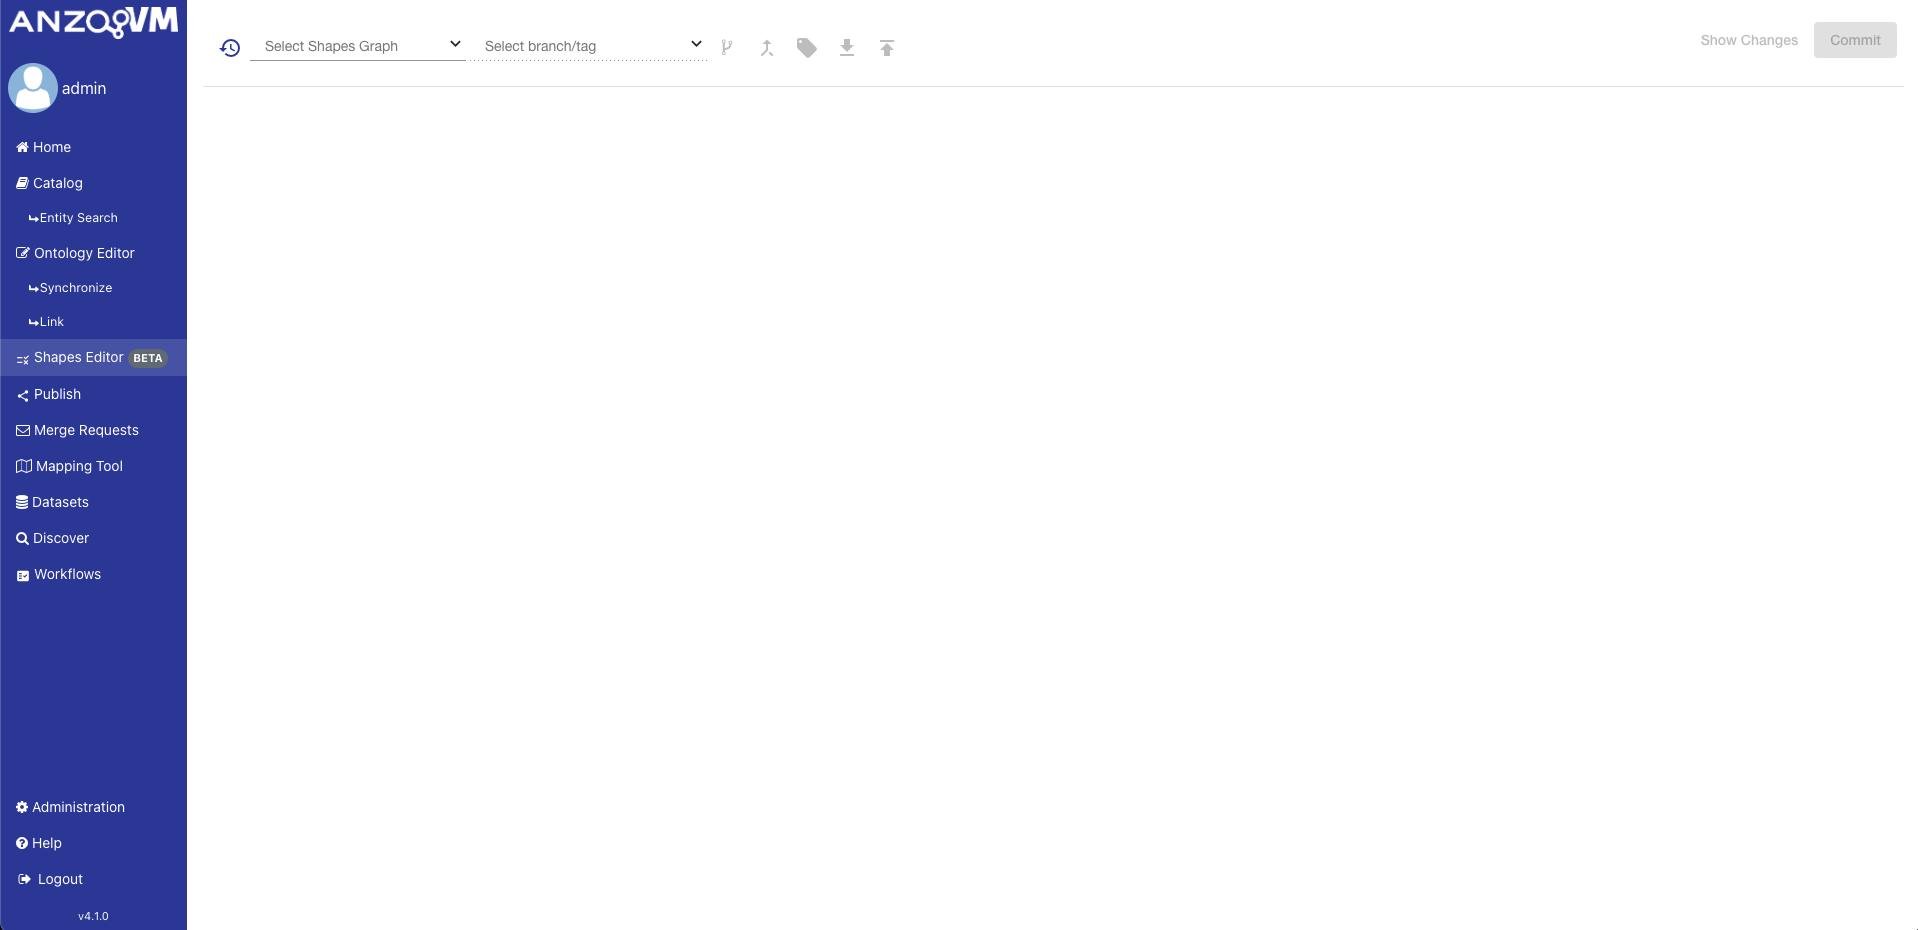 ANZOVM
admin
Home
Catalog
Entity Search
Ontology Editor
Synchronize
Link
Shapes Editor BETA
Publish
Merge Requests
Mapping Tool
Datasets
Discover
Workflows
Administration
Help
Logout
v4.1.0
Select Shapes Graph
Select branch/tag
Show Changes
Commit